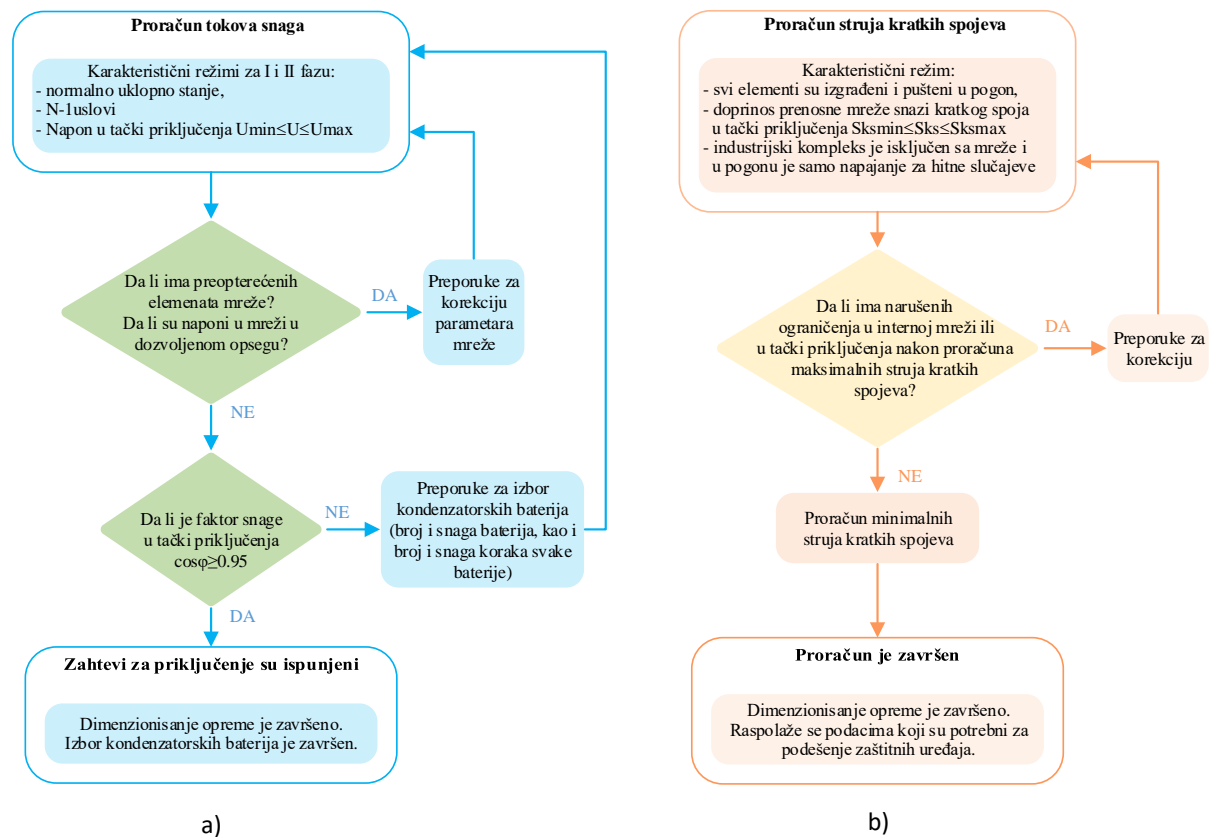 Proračun tokova snaga
Karakteristični režimi za I i II fazu:
- normalno uklopno stanje,
- N-1uslovi
- Napon u tački priključenja Umin≤U≤Umax
Da li ima preopterećenih
elemenata mreže?
Da li su naponi u mreži u
dozvoljenom opsegu?
DA
Preporuke za
korekciju
parametara
mreže
NE
Da li je faktor snage
u tački priključenja
cosφ≥0.95
NE
Preporuke za izbor
kondenzatorskih baterija
(broj i snaga baterija, kao i
broj i snaga koraka svake
baterije)
DA
Zahtevi za priključenje su ispunjeni
Dimenzionisanje opreme je završeno.
Izbor kondenzatorskih baterija je završen.
a)
Proračun struja kratkih spojeva
Karakteristični režim:
- svi elementi su izgrađeni i pušteni u pogon,
- doprinos prenosne mreže snazi kratkog spoja
u tački priključenja Sksmin≤Sks≤Sksmax
- industrijski kompleks je isključen sa mreže i
u pogonu je samo napajanje za hitne slučajeve
Da li ima narušenih
ograničenja u internoj mreži ili
u tački priključenja nakon proračuna
maksimalnih struja kratkih
spojeva?
DA
Preporuke za
korekciju
NE
Proračun minimalnih
struja kratkih spojeva
Proračun je završen
Dimenzionisanje opreme je završeno.
Raspolaže se podacima koji su potrebni za
podešenje zaštitnih uređaja.
b)